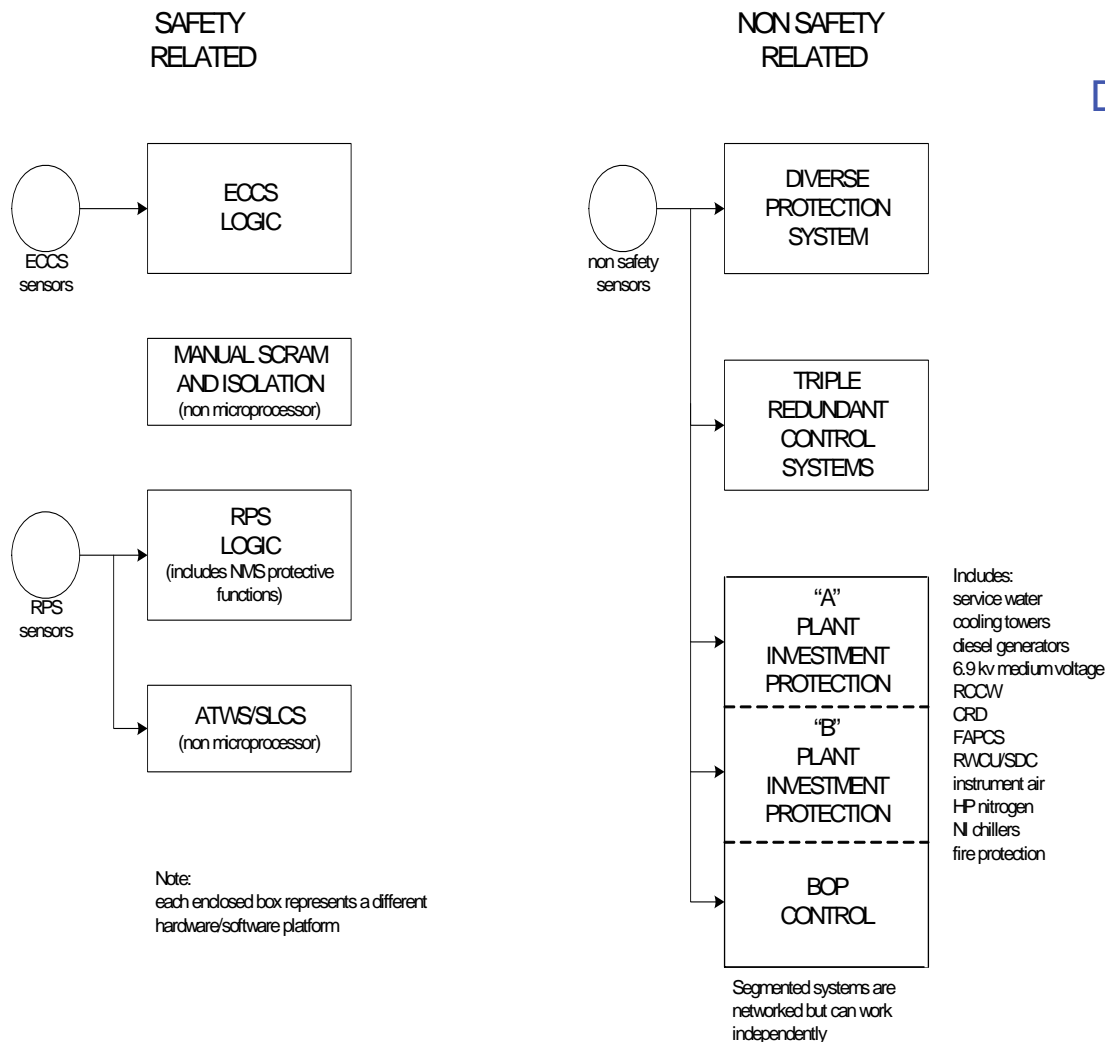 SAFETY
RELATED
NON SAFETY
RELATED
ECCS
sensors
ECCS
LOGIC
MANUAL SCRAM
AND ISOLATION
(non microprocessor)
RPS
sensors
RPS
LOGIC
(includes NMS protective
functions)
ATWS/SLCS
(non microprocessor)
Note:
each enclosed box represents a different
hardware/software platform
non safety
sensors
DIVERSE
PROTECTION
SYSTEM
TRIPLE
REDUNDANT
CONTROL
SYSTEMS
"A"
PLANT
INVESTMENT
PROTECTION
"B"
PLANT
INVESTMENT
PROTECTION
BOP
CONTROL
Includes:
service water
cooling towers
diesel generators
6.9 kv medium voltage
RCCW
CRD
FAPCS
RWCU/SDC
instrument air
HP nitrogen
NI chillers
fire protection
Segmented systems are
networked but can work
independently